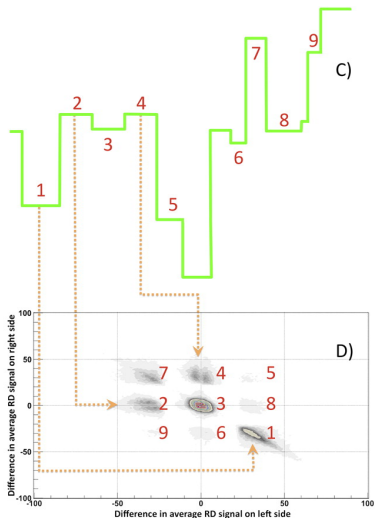 9
7
C)
2
4
3
8
6
1
5
100
D)
50
7 4 5
0
2 3 8
9 6 1
-50
-100
-100 -50 0 50 100
Difference in average RD signal on right side
Difference in average RD signal on left side